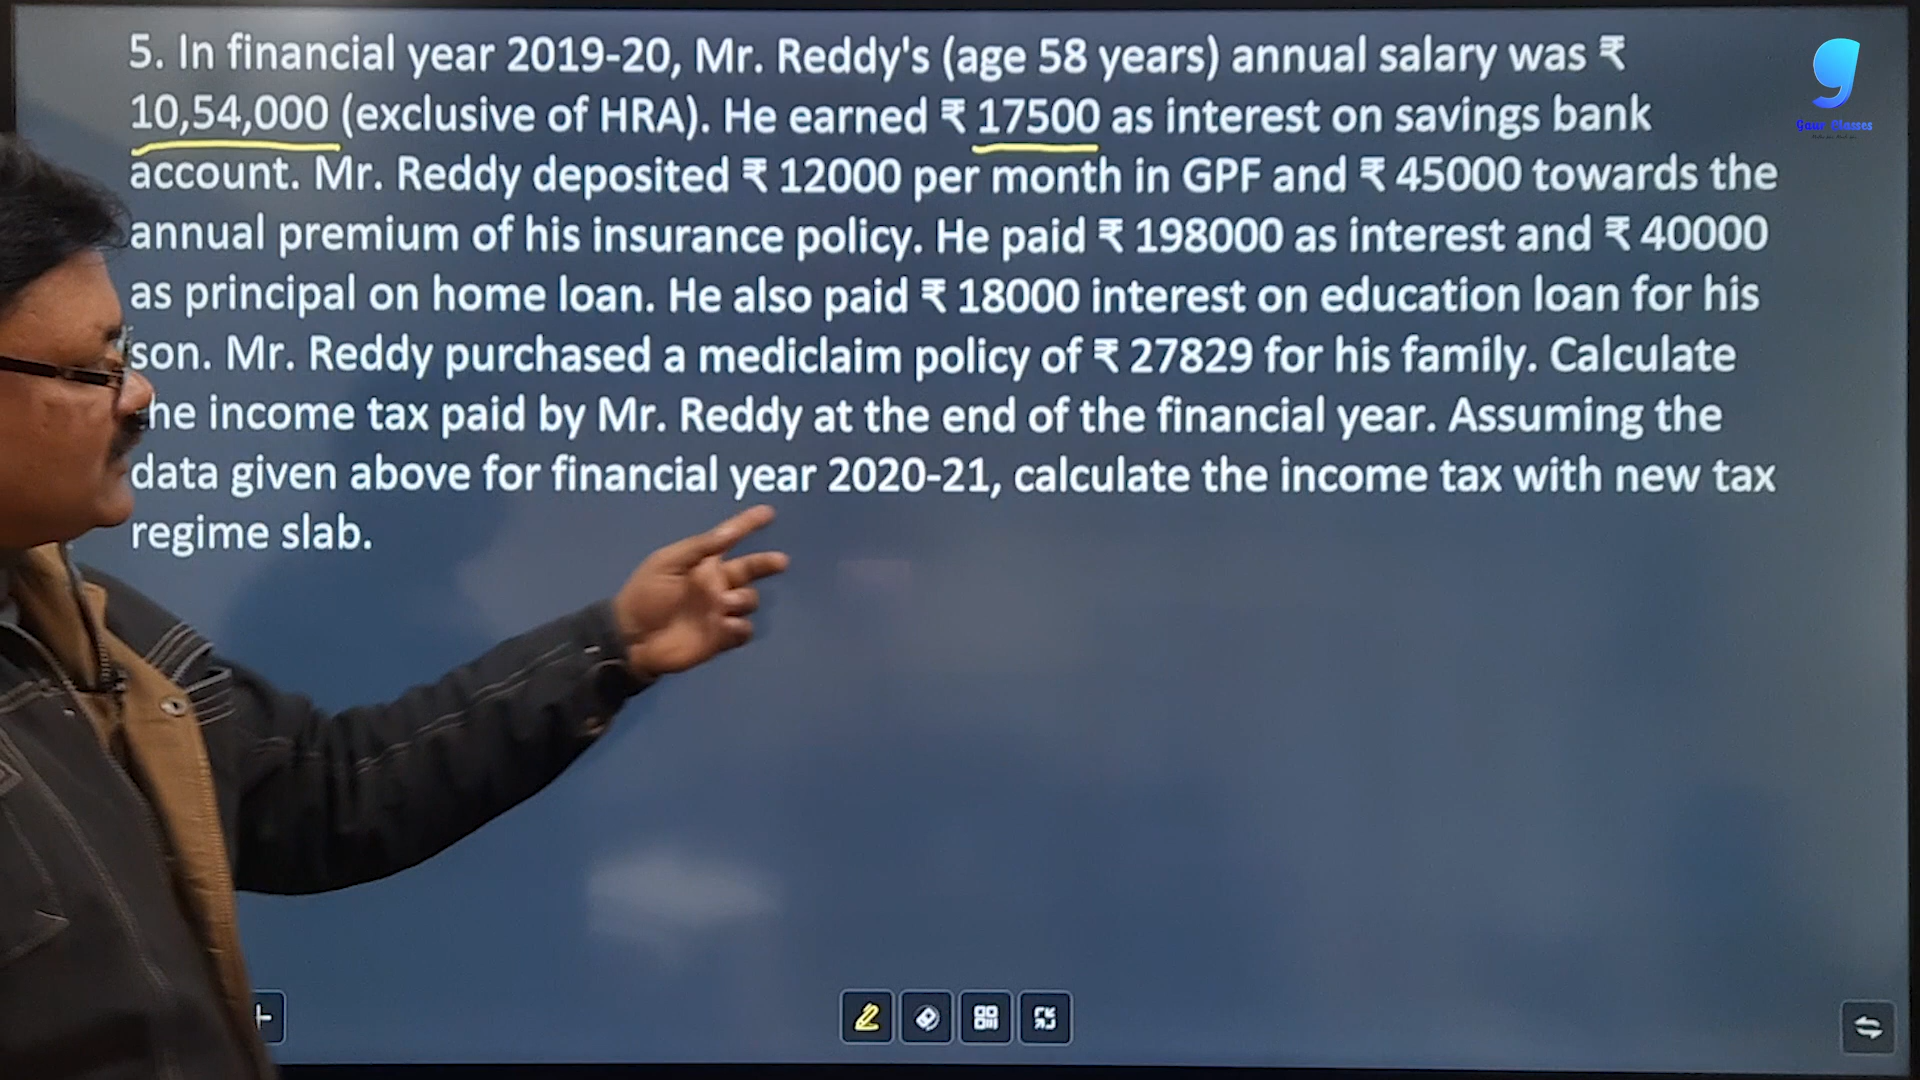 5. In financial year 2019-20, Mr. Reddy's (age 58 years) annual salary was ₹
10,54,000 (exclusive of HRA). He earned ₹ 17500 as interest on savings bank
account. Mr. Reddy deposited ₹ 12000 per month in GPF and ₹ 45000 towards the
annual premium of his insurance policy. He paid ₹ 198000 as interest and ₹ 40000
as principal on home loan. He also paid ₹ 18000 interest on education loan for his
son. Mr. Reddy purchased a mediclaim policy of ₹ 27829 for his family. Calculate
he income tax paid by Mr. Reddy at the end of the financial year. Assuming the
data given above for financial year 2020-21, calculate the income tax with new tax
regime slab.
g
Gaur Classes